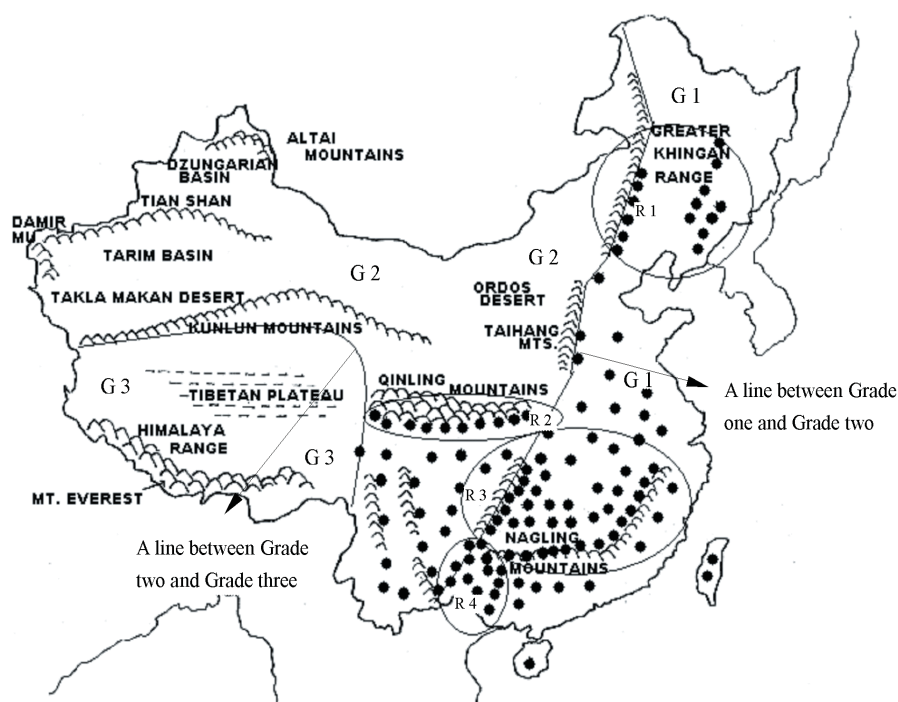 G 1
GREATER
KHINGAN
RANGE
ALTAI
MOUNTAINS
DZUNGARIAN
BASIN
TIAN SHAN
R 1
DAMIR
MU
TARIM BASIN
G 2
G 2
ORDOS
DESERT
TAKLA MAKAN DESERT
KUNLUN MOUNTAINS
TAIHANG
MTS.
G 3
G 1
QINLING
MOUNTAINS
TIBETAN PLATEAU
A line between Grade
one and Grade two
R 2
HIMALAYA
RANGE
G 3
MT. EVEREST
R 3
NAGLING
MOUNTAINS
A line between Grade
two and Grade three
R 4